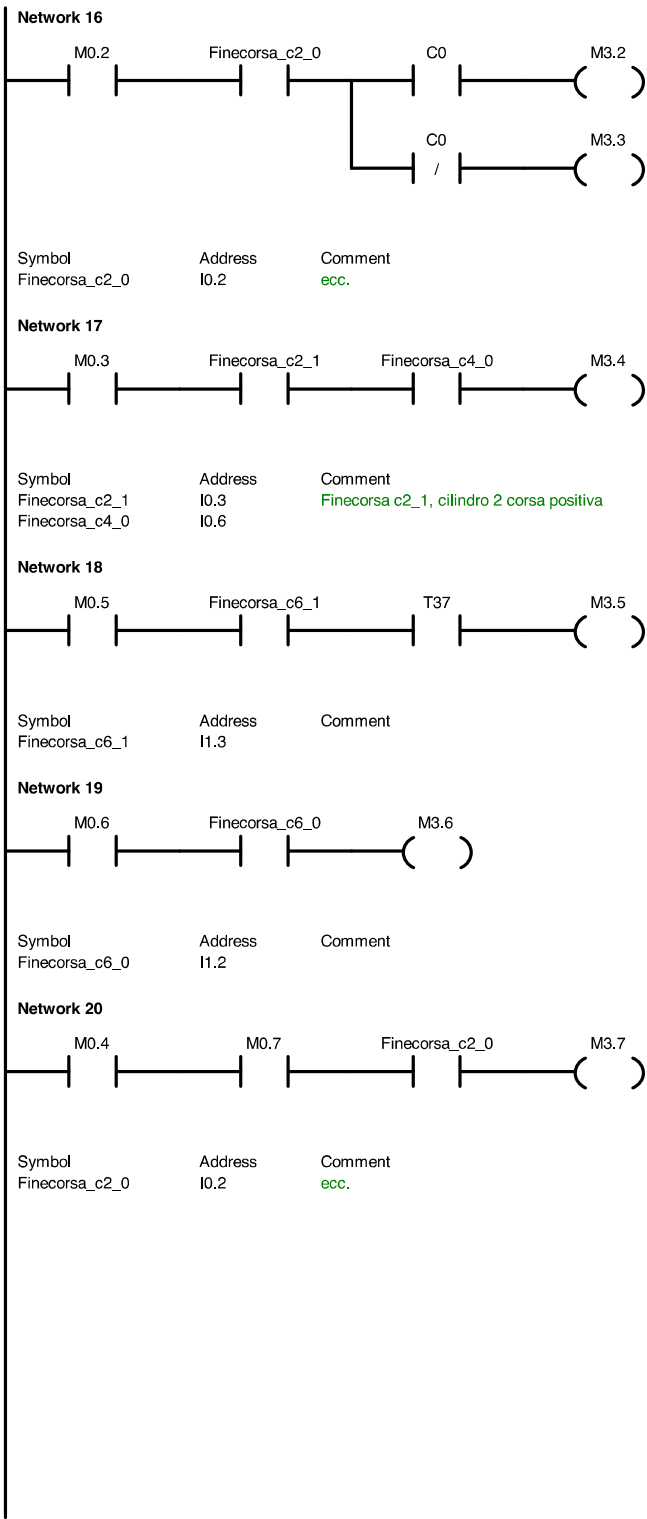 Network 16
M0.2 Finecorsa_c2_0 C0 M3.2
C0 M3.3
/
Symbol Address Comment
Finecorsa_c2_0 I0.2 ecc.
Network 17
M0.3 Finecorsa_c2_1 Finecorsa_c4_0 M3.4
Symbol Address Comment
Finecorsa_c2_1 I0.3 Finecorsa c2_1, cilindro 2 corsa positiva
Finecorsa_c4_0 I0.6
Network 18
M0.5 Finecorsa_c6_1 T37 M3.5
Symbol Address Comment
Finecorsa_c6_1 I1.3
Network 19
M0.6 Finecorsa_c6_0 M3.6
Symbol Address Comment
Finecorsa_c6_0 I1.2
Network 20
M0.4 M0.7 Finecorsa_c2_0 M3.7
Symbol Address Comment
Finecorsa_c2_0 I0.2 ecc.